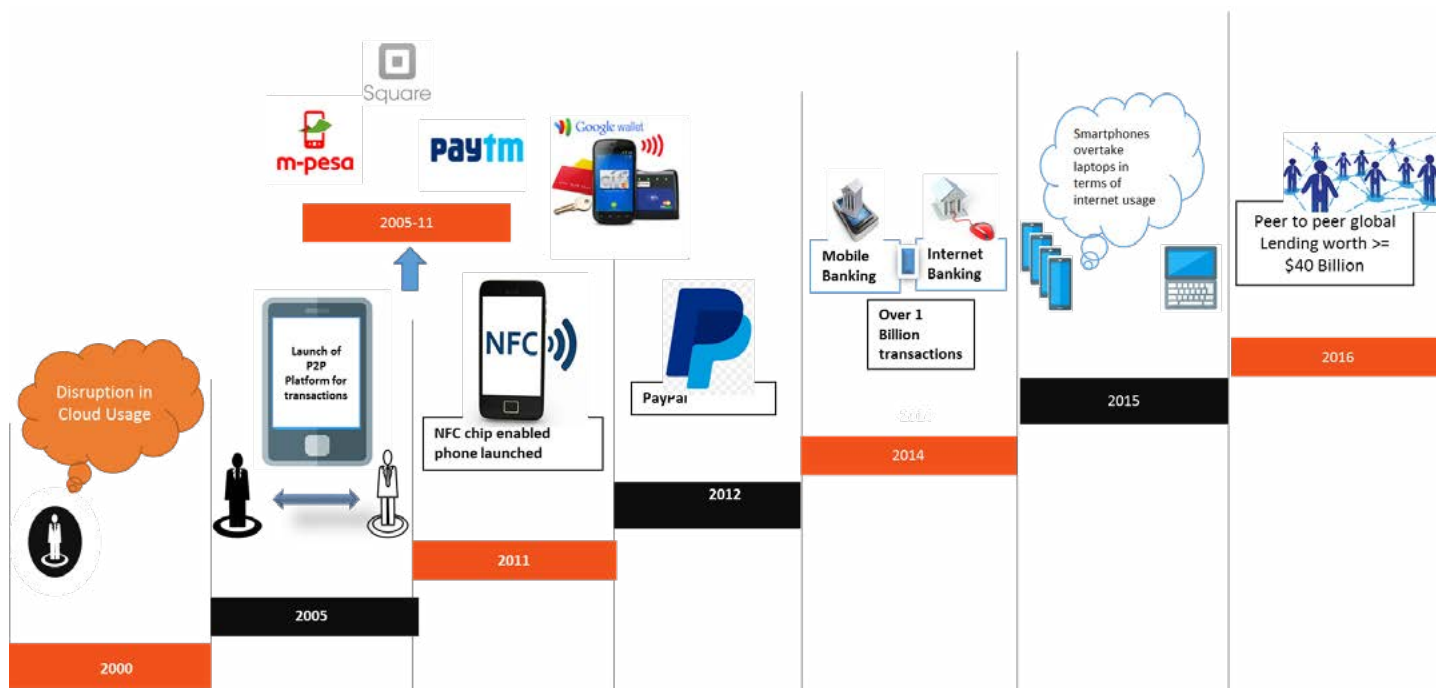 Square
m-pesa
paytm
Google wallet
2005-11
Disruption in
Cloud Usage
2000
Launch of
P2P
Platform for
transactions
2005
NFC
NFC chip enabled
phone launched
2011
2012
Mobile
Banking
Internet
Banking
Over 1
Billion
transactions
2014
Smartphones
overtake
laptops in
terms of
internet usage
2015
Peer to peer global
Lending worth >=
$40 Billion
2016